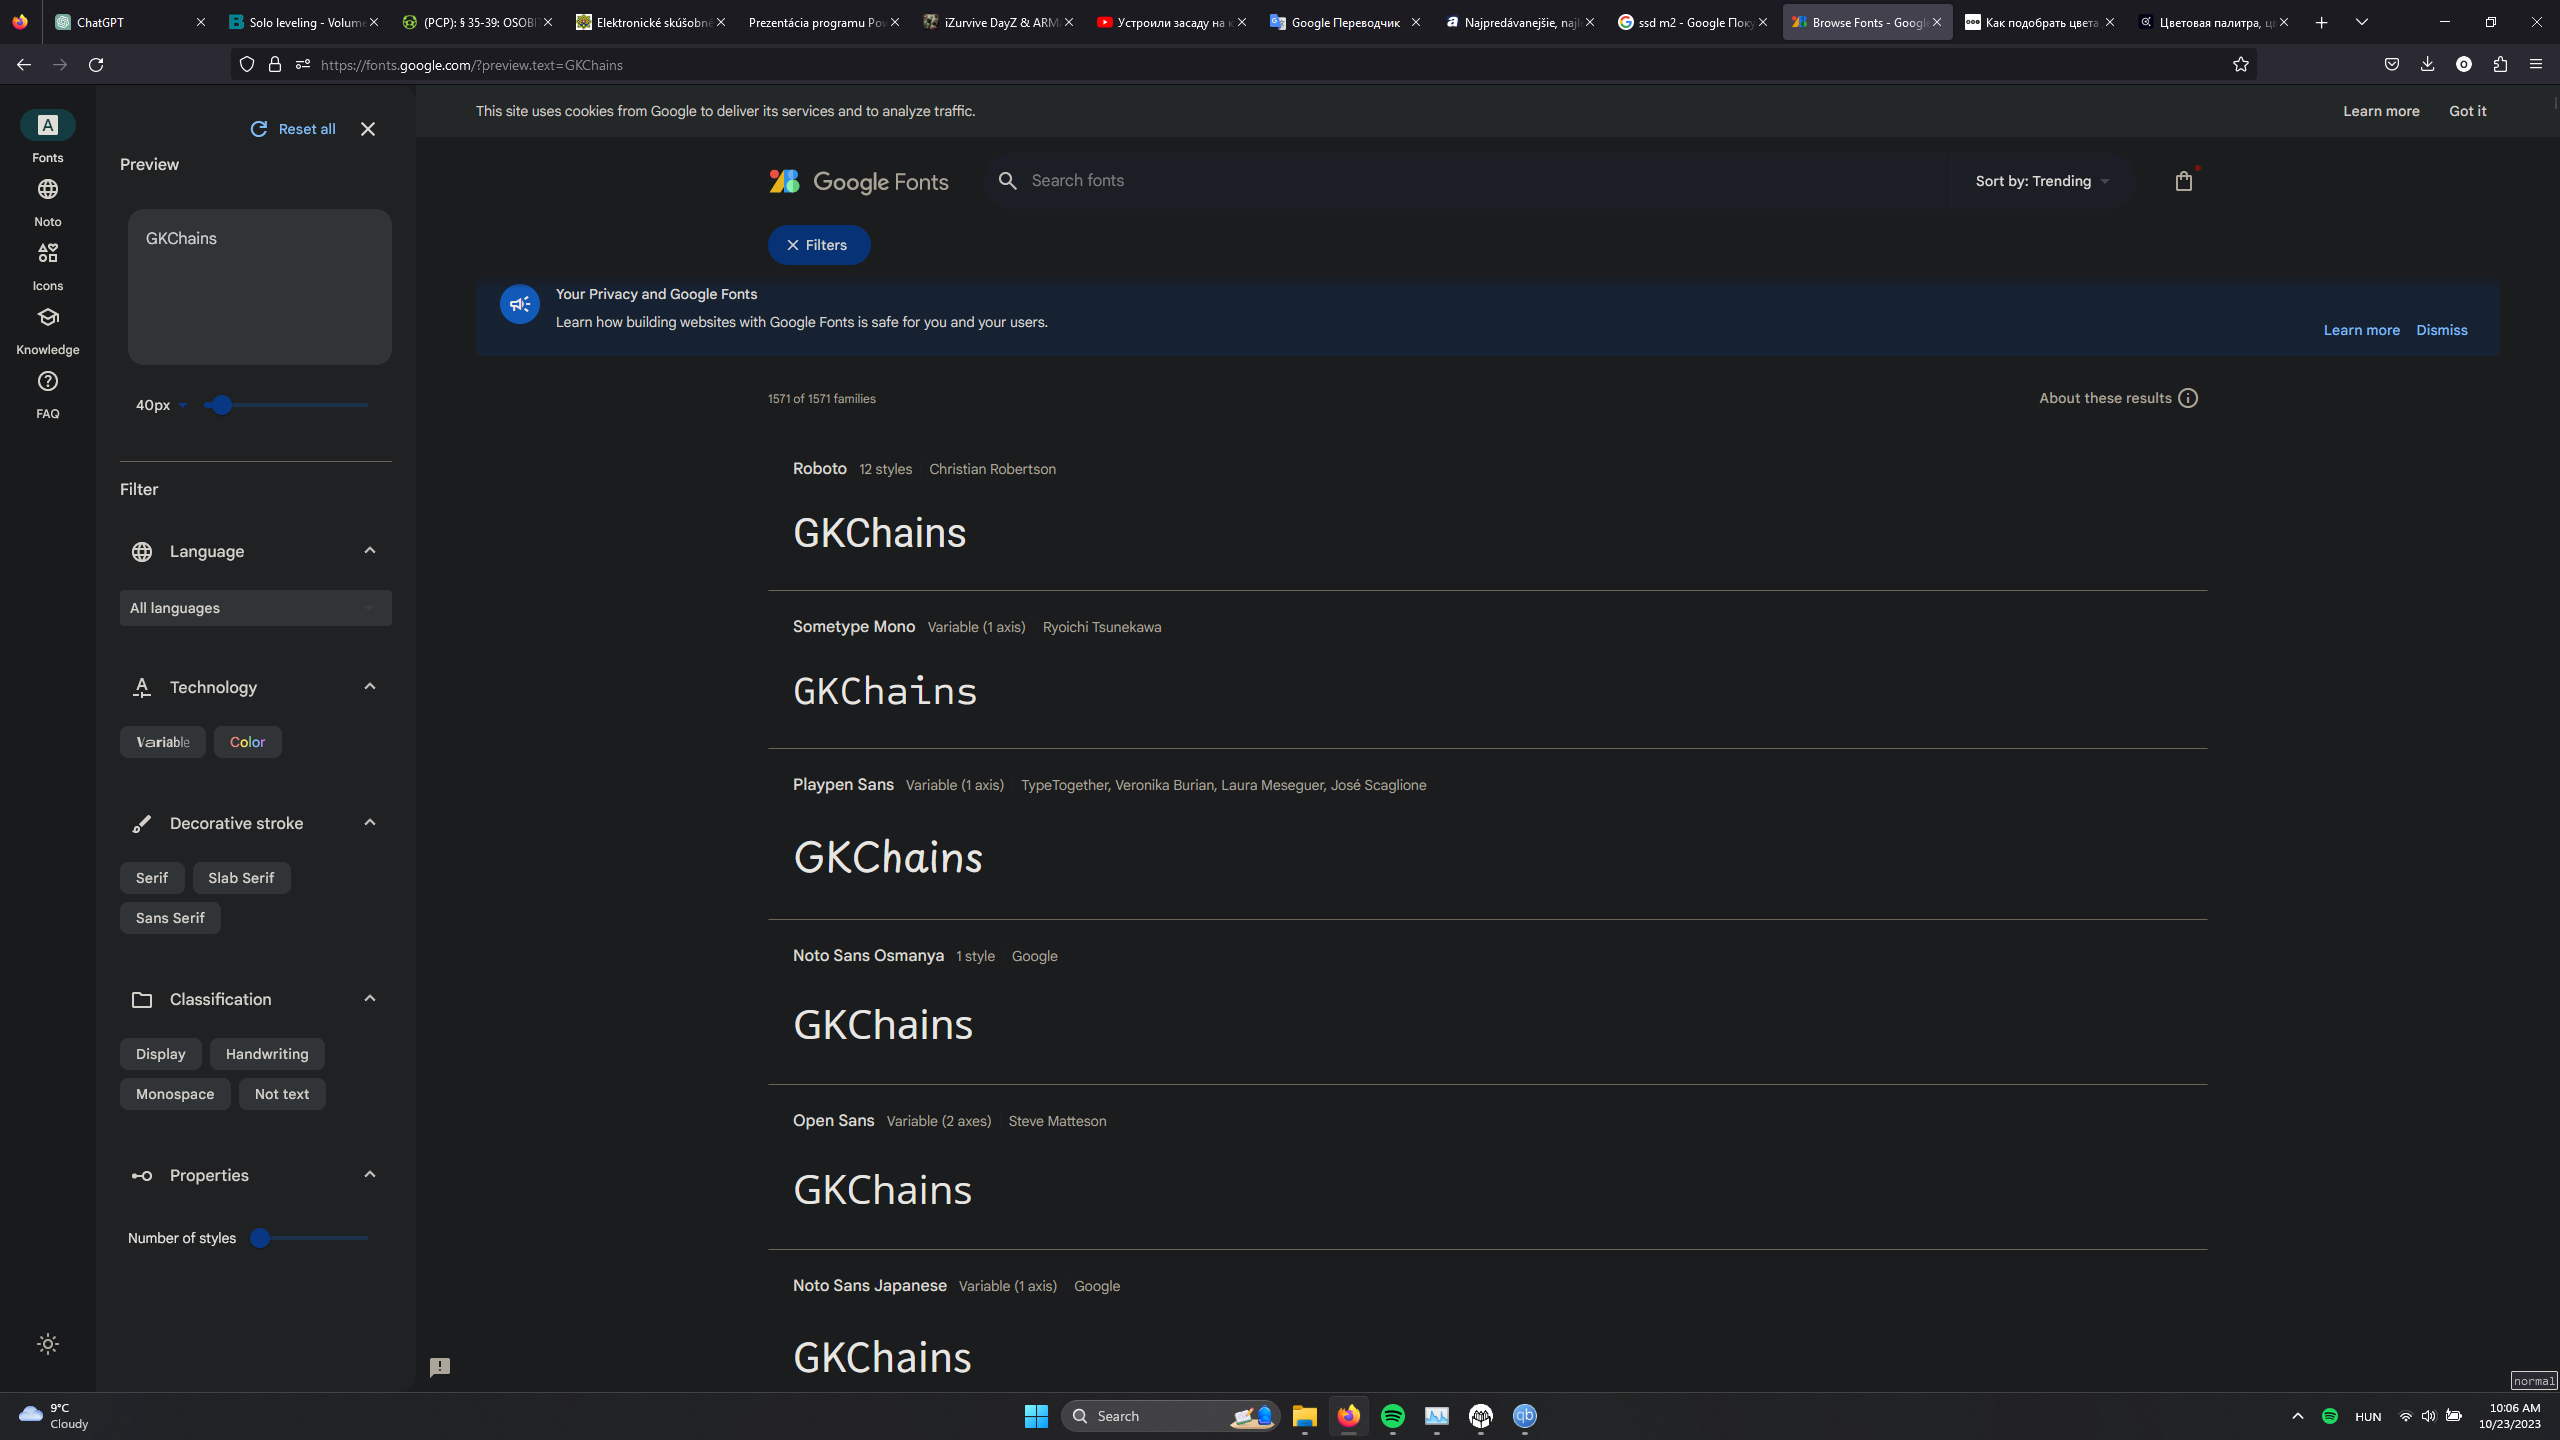 ChatGPT
Solo leveling - Volume
(PCP): § 35-39: OSOBI
Elektronické skúšobné
Prezentácia programu Pow
iZurvive DayZ & ARMA
Устроили засаду на к
Google Переводчик
Najpredávanejšie, najl
ssd m2 - Google Поку
Browse Fonts - Google
Как подобрать цвета
Цветовая палитра, цв
https://fonts.google.com/?preview.text=GKChains
This site uses cookies from Google to deliver its services and to analyze traffic.
Learn more
Got it
Fonts
Noto
Icons
Knowledge
FAQ
Reset all
Preview
GKChains
40px
Filter
Language
All languages
Technology
Variable
Color
Decorative stroke
Serif
Slab Serif
Sans Serif
Classification
Display
Handwriting
Monospace
Not text
Properties
Number of styles
Google Fonts
Search fonts
Sort by: Trending
Filters
Your Privacy and Google Fonts
Learn how building websites with Google Fonts is safe for you and your users.
Learn more
Dismiss
1571 of 1571 families
About these results
Roboto 12 styles Christian Robertson
GKChains
Sometype Mono Variable (1 axis) Ryoichi Tsunekawa
GKChains
Playpen Sans Variable (1 axis) TypeTogether, Veronika Burian, Laura Meseguer, José Scaglione
GKChains
Noto Sans Osmanya 1 style Google
GKChains
Open Sans Variable (2 axes) Steve Matteson
GKChains
Noto Sans Japanese Variable (1 axis) Google
GKChains
normal
9°C
Cloudy
Search
HUN
10:06 AM
10/23/2023